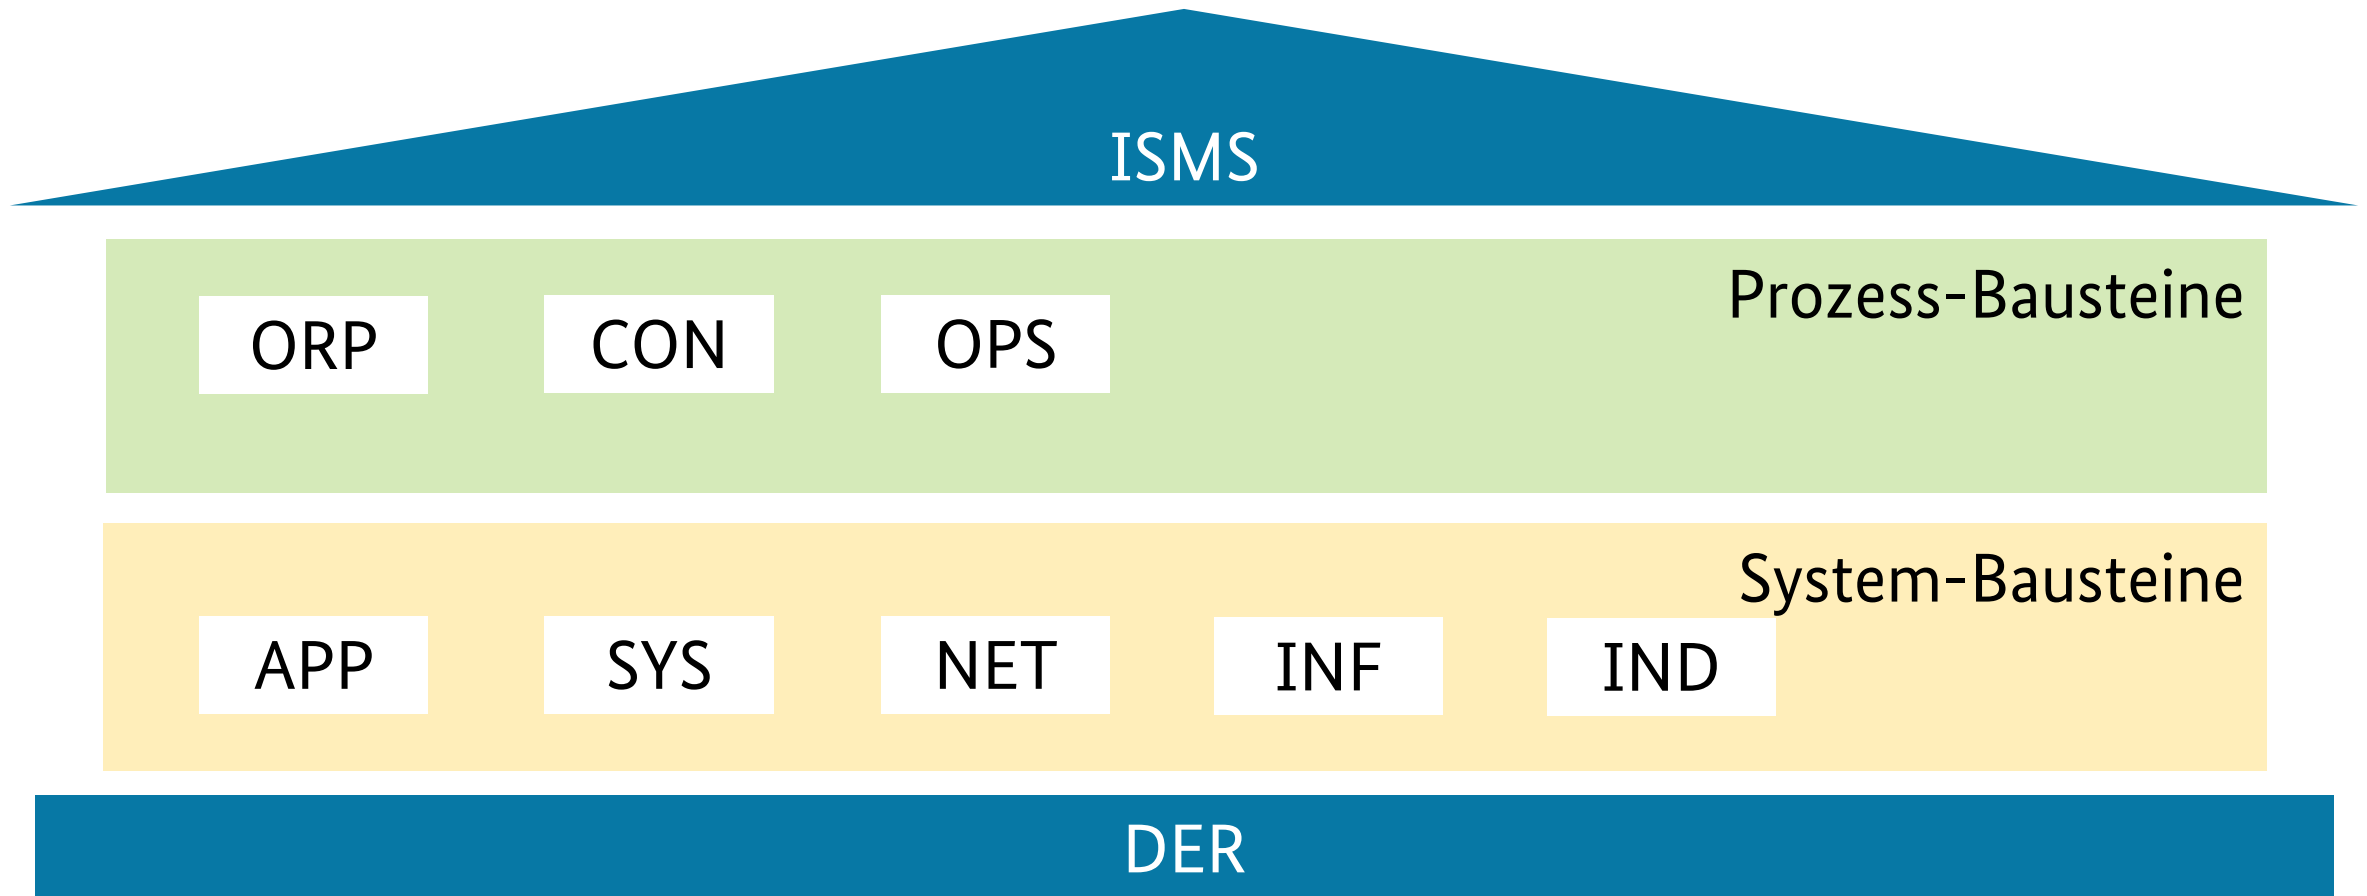 ISMS
Prozess-Bausteine
ORP CON OPS
System-Bausteine
APP SYS NET INF IND
DER